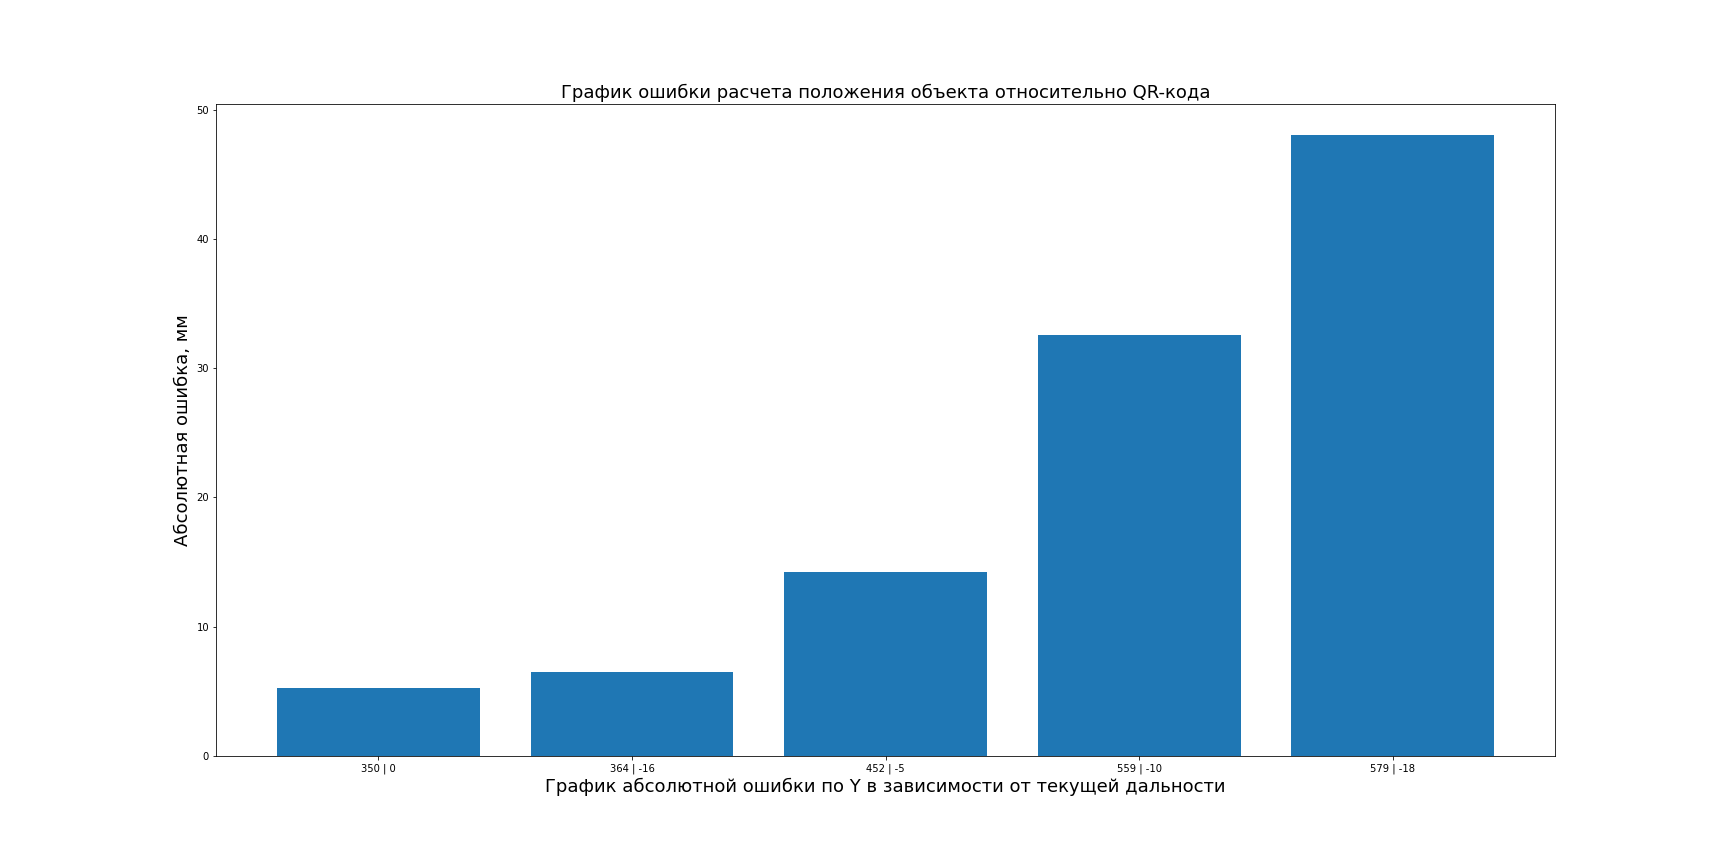 График ошибки расчета положения объекта относительно QR-кода
50
40
30
20
10
0
Абсолютная ошибка, мм
350 | 0
364 | -16
452 | -5
559 | -10
579 | -18
График абсолютной ошибки по Y в зависимости от текущей дальности